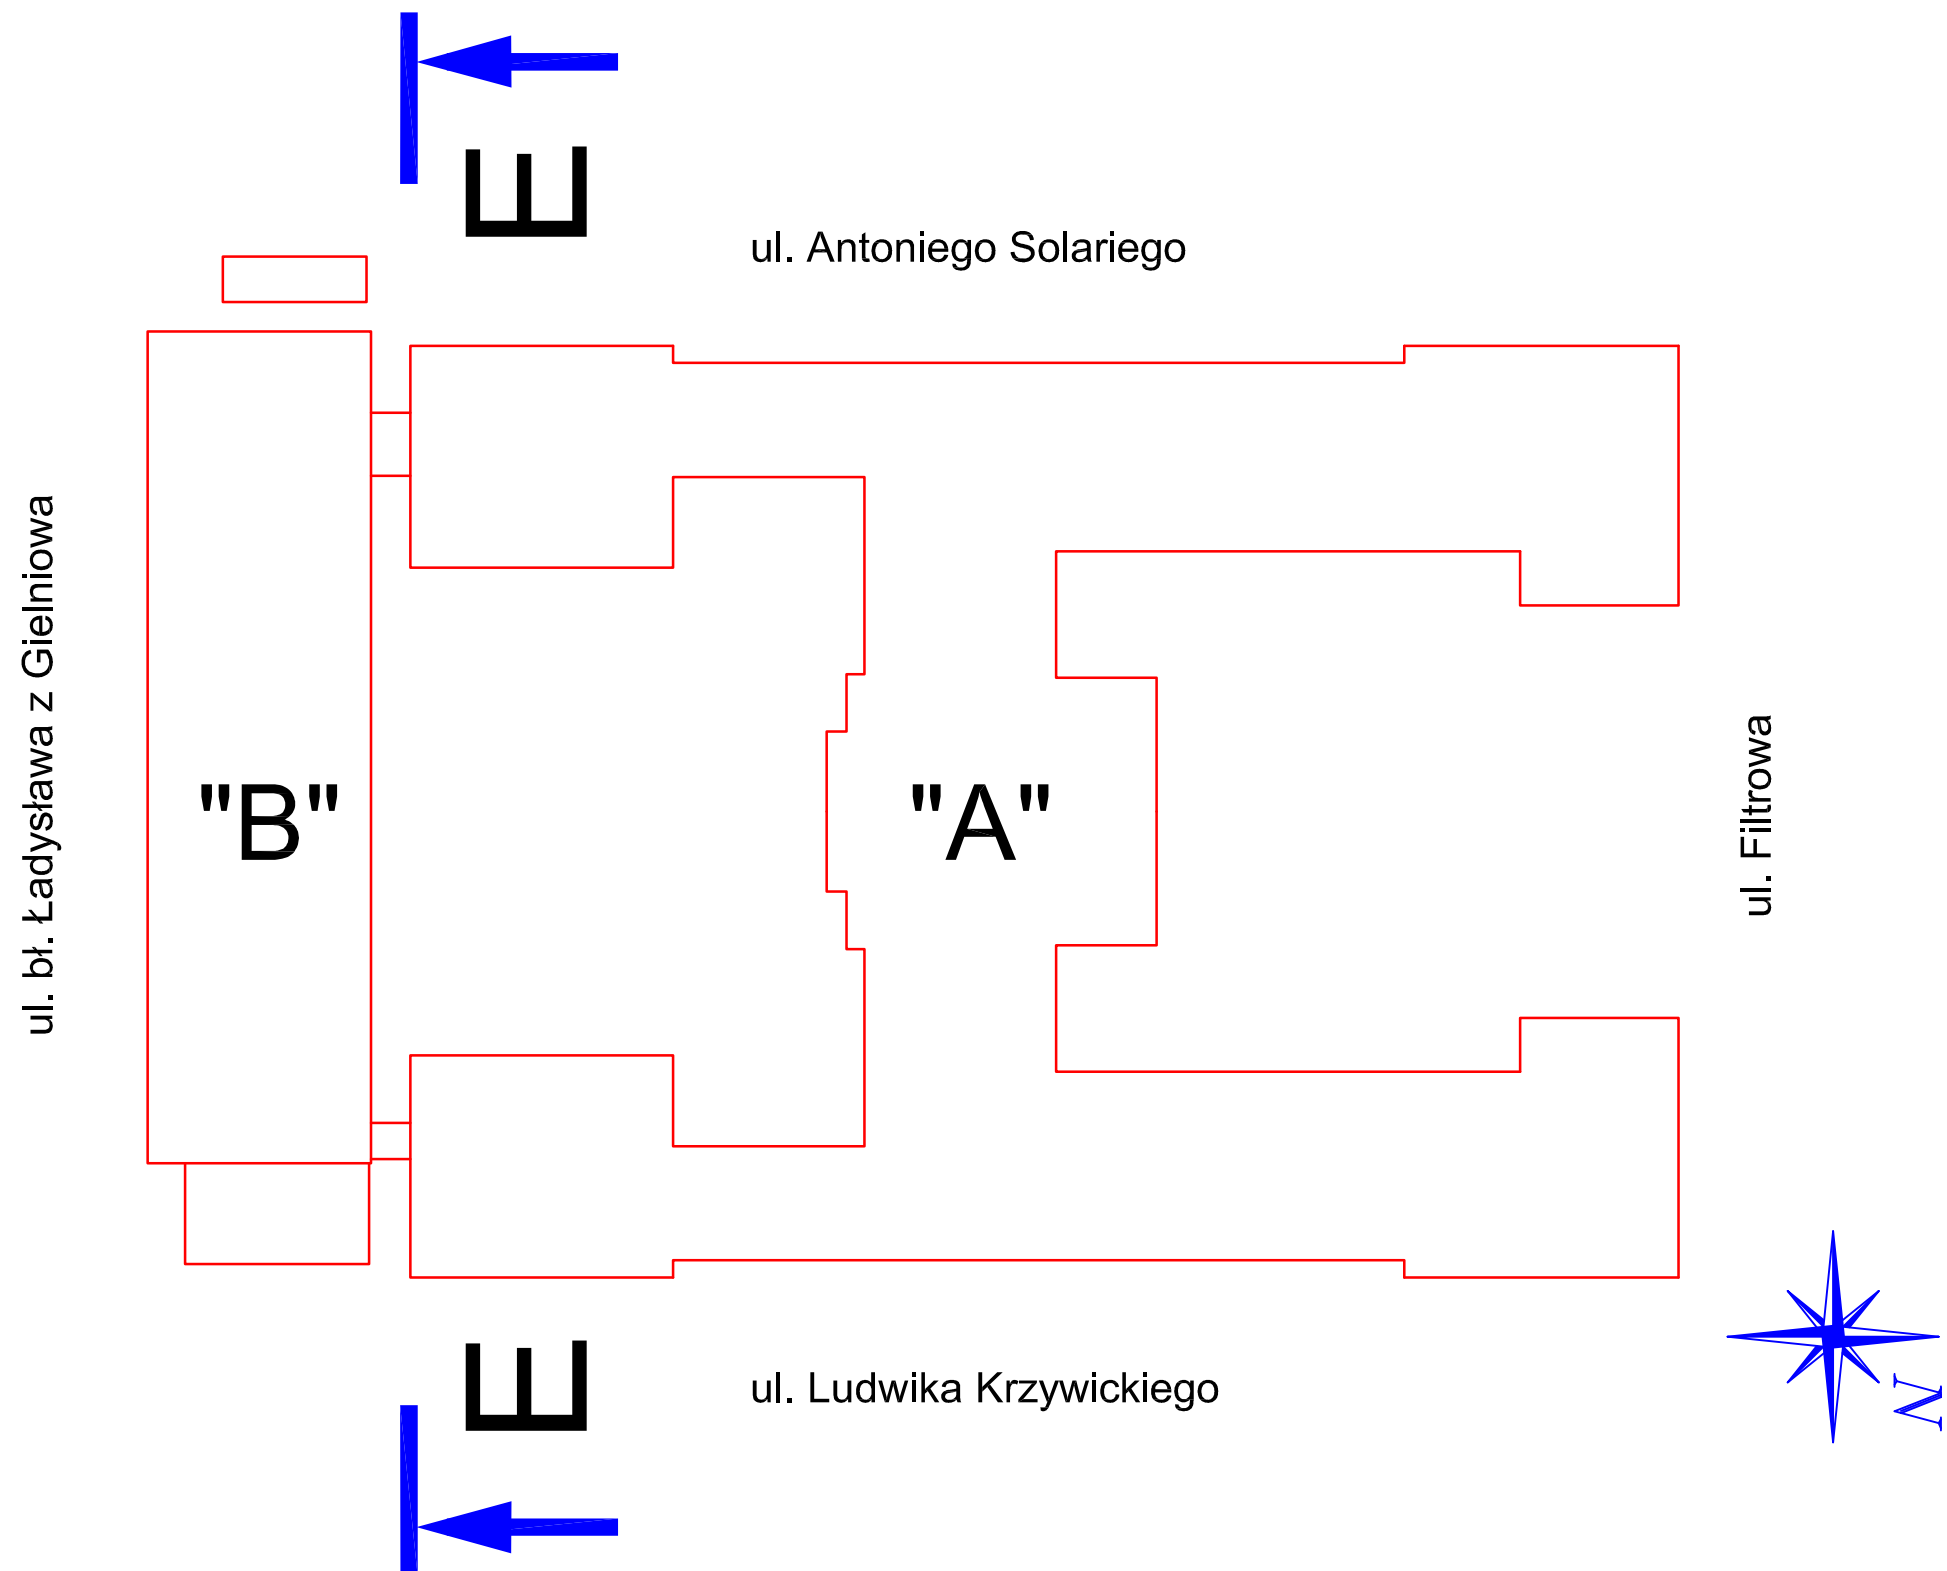 E
ul. Antoniego Solariego
ul. bł. Ładysława z Gielniowa
"B"
"A"
ul. Filtrowa
E
ul. Ludwika Krzywickiego
N